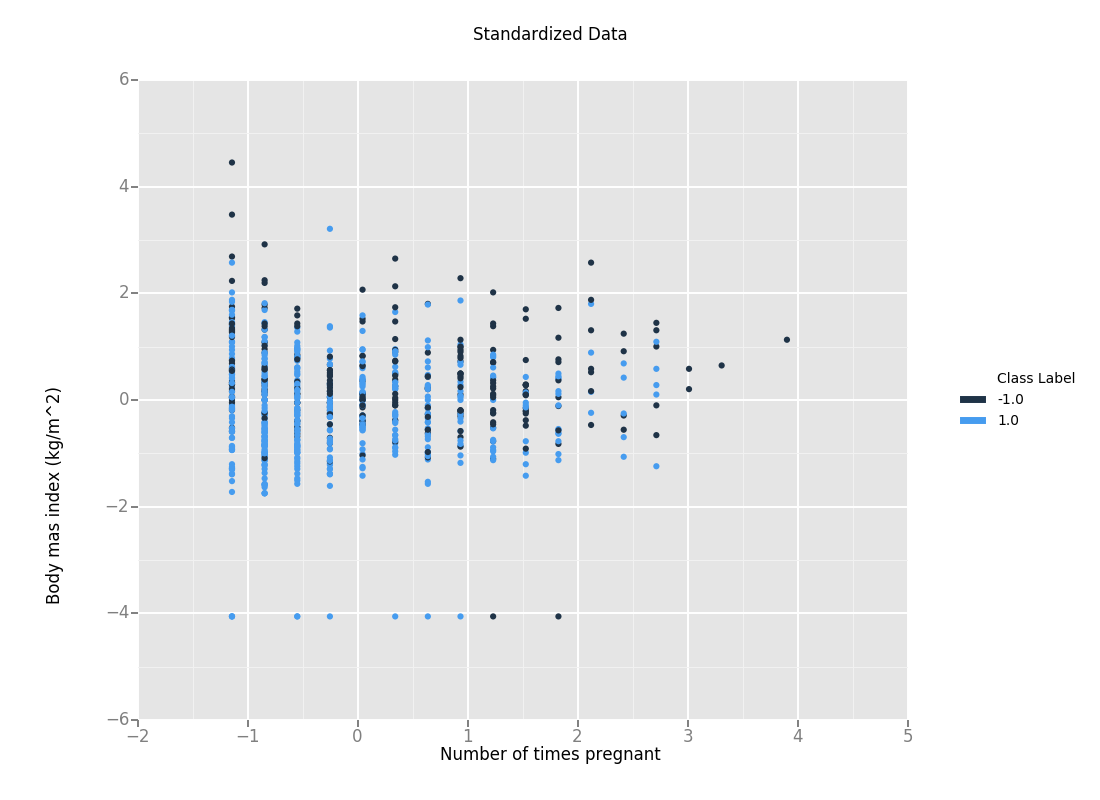 Standardized Data
6
4
2
0
−2
−4
−6
−2 −1 0 1 2 3 4 5
Number of times pregnant
Body mas index (kg/m^2)
Class Label
-1.0
1.0